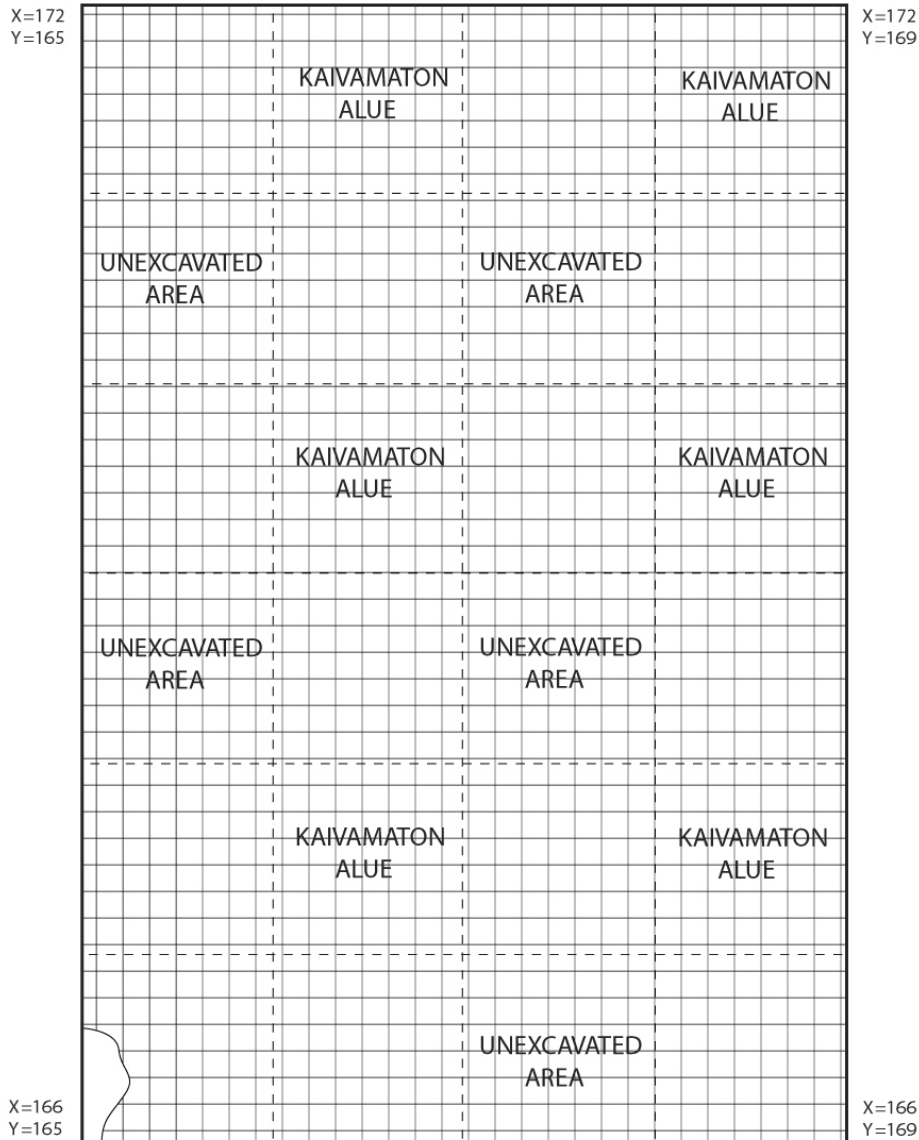 X=172
Y=165
X=172
Y=169
KAIVAMATON
ALUE
KAIVAMATON
ALUE
UNEXCAVATED
AREA
UNEXCAVATED
AREA
KAIVAMATON
ALUE
KAIVAMATON
ALUE
UNEXCAVATED
AREA
UNEXCAVATED
AREA
KAIVAMATON
ALUE
KAIVAMATON
ALUE
UNEXCAVATED
AREA
X=166
Y=165
X=166
Y=169